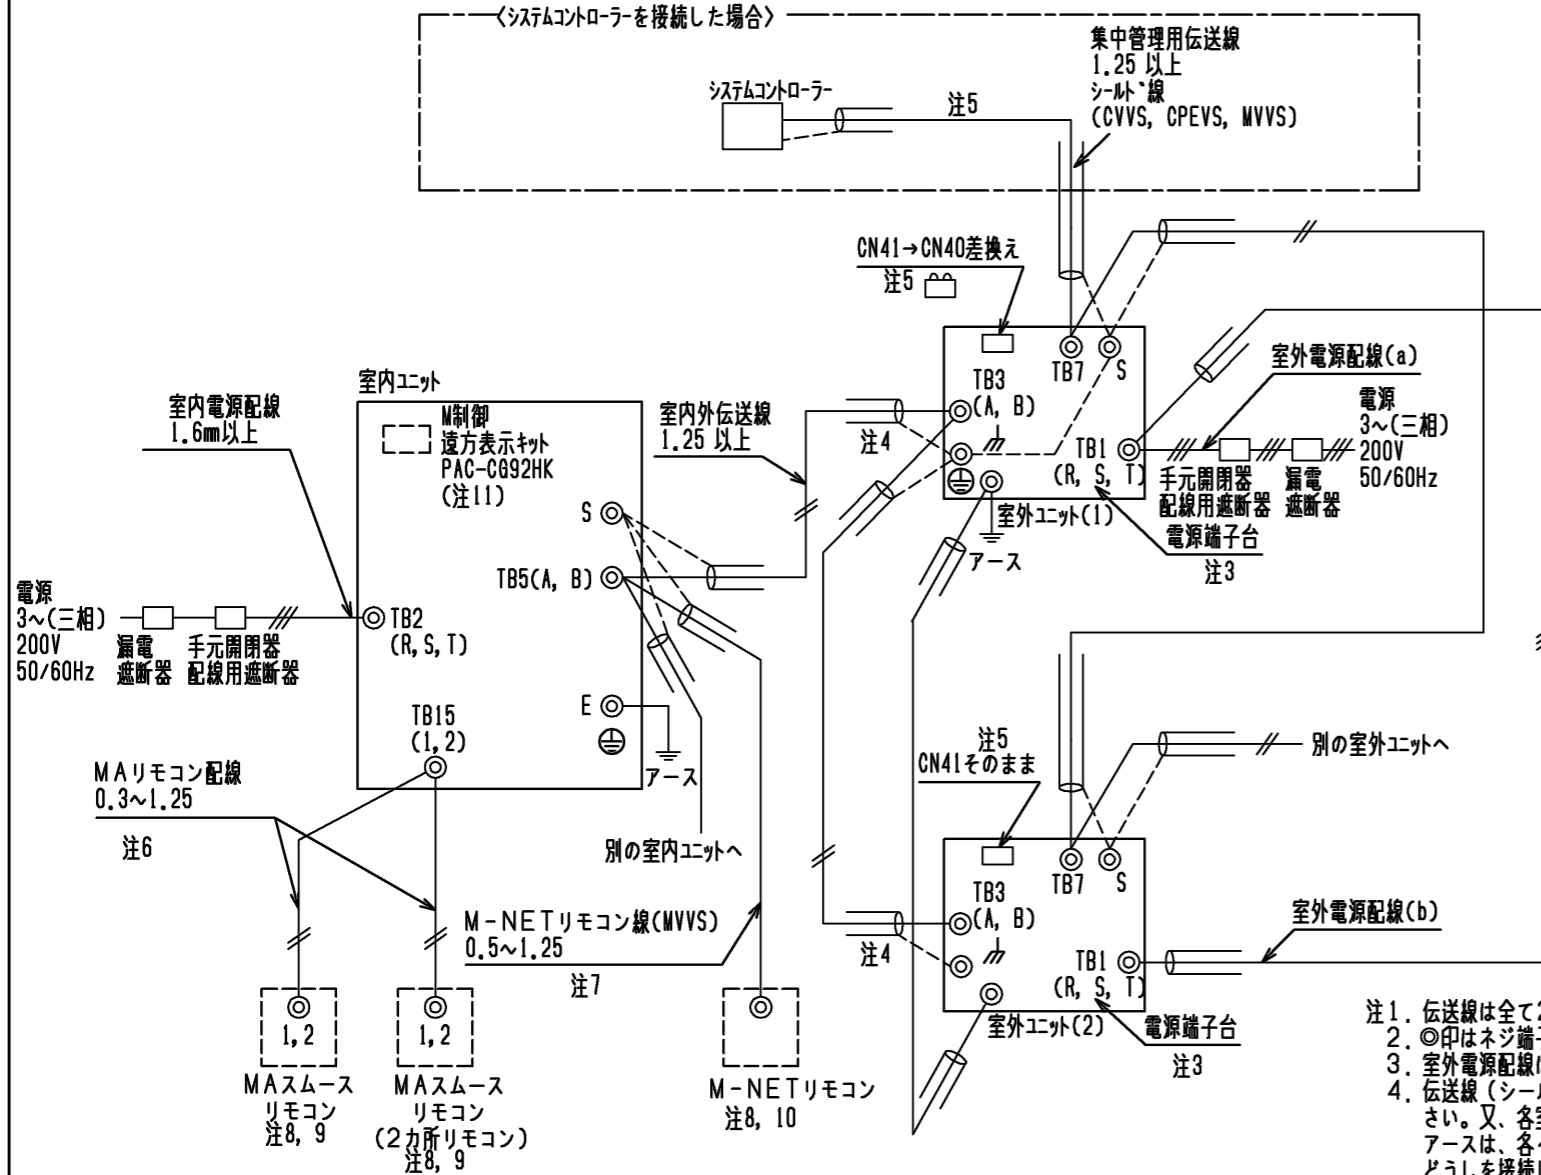 〈システムコントローラーを接続した場合〉
集中管理用伝送線
1.25 以上
シールド線
(CVVS, CPEVS, MVVS)
システムコントローラー
注5
CN41→CN40差換え
注5
TB3
(A, B)
TB7
S
TB1
(R, S, T)
室外電源配線(a)
電源
3~(三相)
200V
50/60Hz
手元開閉器
配線用遮断器
漏電
遮断器
室外ユニット(1)
アース
電源端子台
注3
室内ユニット
M制御
遠方表示キット
PAC-CG92HK
(注11)
室内電源配線
1.6mm以上
室内外伝送線
1.25 以上
注4
S
TB5(A, B)
電源
3~(三相)
200V
50/60Hz
漏電
遮断器
手元開閉器
配線用遮断器
TB2
(R,S,T)
TB15
(1,2)
E
アース
MAリモコン配線
0.3~1.25
注6
別の室内ユニットへ
M-NETリモコン線(MVVS)
0.5~1.25
注7
注5
CN41そのまま
別の室外ユニットへ
TB3
(A, B)
TB7
S
注4
TB1
(R, S, T)
室外電源配線(b)
室外ユニット(2)
電源端子台
注3
1,2
MAスムース
リモコン
注8, 9
1,2
MAスムース
リモコン
(2カ所リモコン)
注8, 9
M-NETリモコン
注8, 10
注1. 伝送線は全て
2. ◎印はネジ端
3. 室外電源配線
4. 伝送線(シー
さい。又、各
アースは、各
どうしを接続